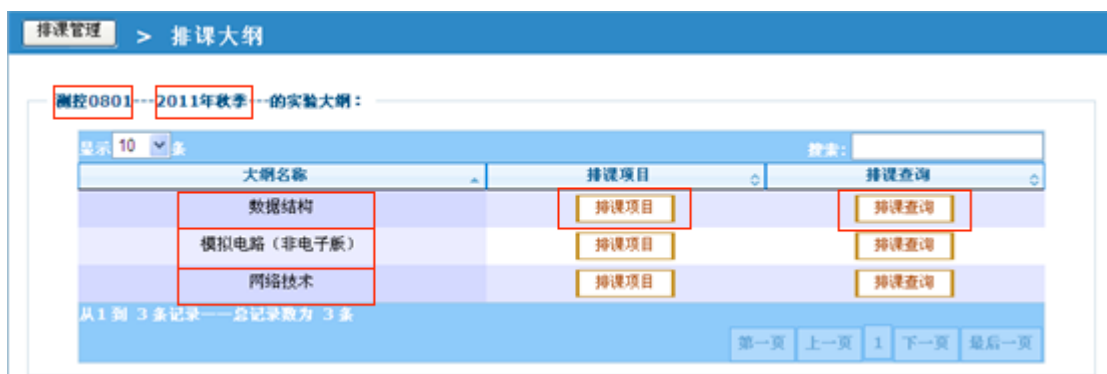 排课管理 > 排课大纲
测控0801---2011年秋季---的实验大纲：
显示 10 条 搜索：
大纲名称 排课项目 排课查询
数据结构 排课项目 排课查询
模拟电路（非电子版） 排课项目 排课查询
网络技术 排课项目 排课查询
从1 到 3 条记录——总记录数为 3 条
第一页 上一页 1 下一页 最后一页